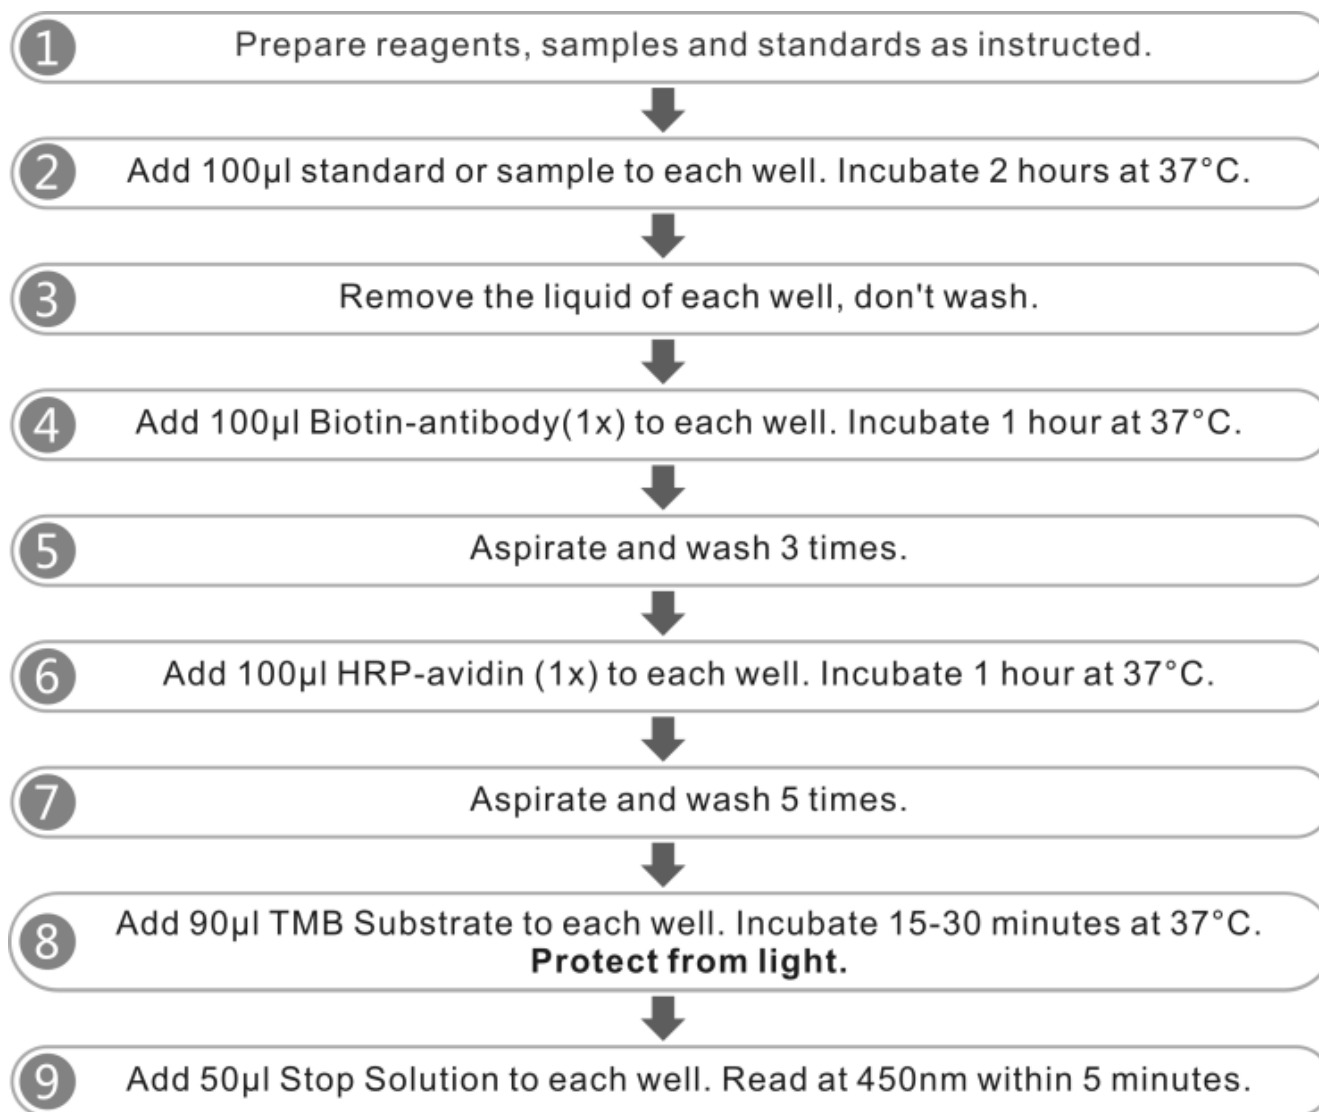 1 Prepare reagents, samples and standards as instructed.
2 Add 100µl standard or sample to each well. Incubate 2 hours at 37°C.
3 Remove the liquid of each well, don't wash.
4 Add 100µl Biotin-antibody(1x) to each well. Incubate 1 hour at 37°C.
5 Aspirate and wash 3 times.
6 Add 100µl HRP-avidin (1x) to each well. Incubate 1 hour at 37°C.
7 Aspirate and wash 5 times.
8 Add 90µl TMB Substrate to each well. Incubate 15-30 minutes at 37°C.
Protect from light.
9 Add 50µl Stop Solution to each well. Read at 450nm within 5 minutes.